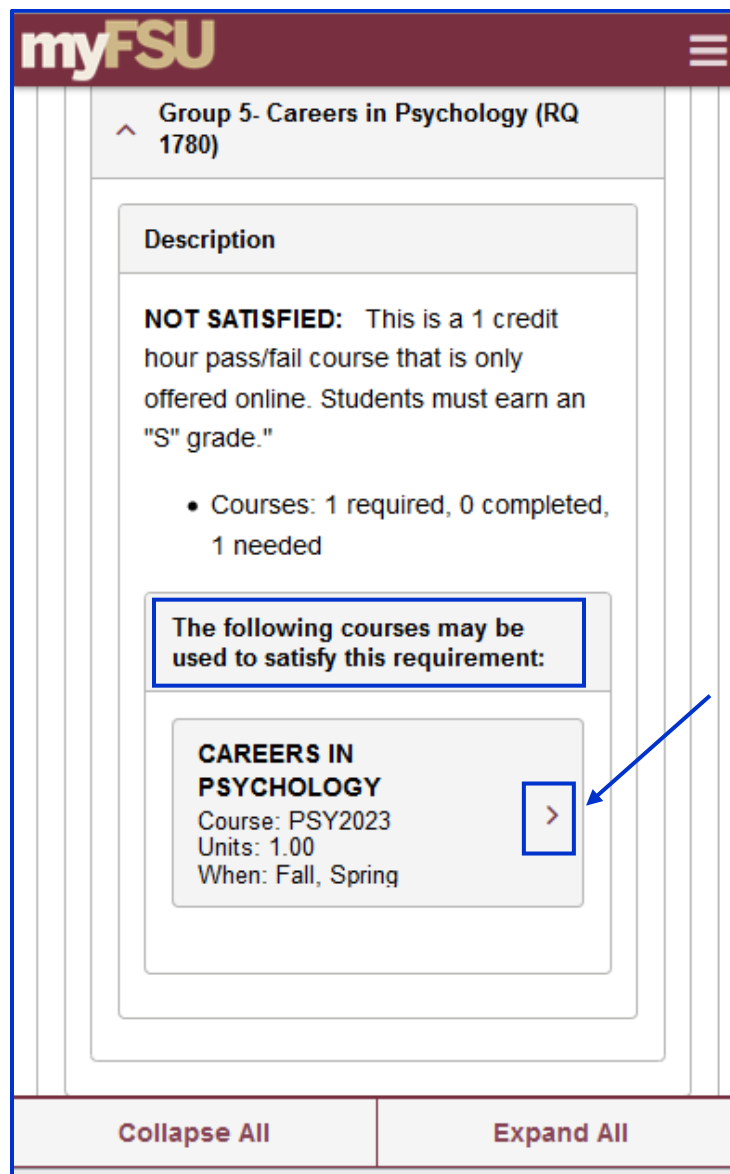 myFSU
Group 5- Careers in Psychology (RQ
1780)
Description
NOT SATISFIED: This is a 1 credit
hour pass/fail course that is only
offered online. Students must earn an
"S" grade."
• Courses: 1 required, 0 completed,
1 needed
The following courses may be
used to satisfy this requirement:
CAREERS IN
PSYCHOLOGY
Course: PSY2023
Units: 1.00
When: Fall, Spring
Collapse All
Expand All